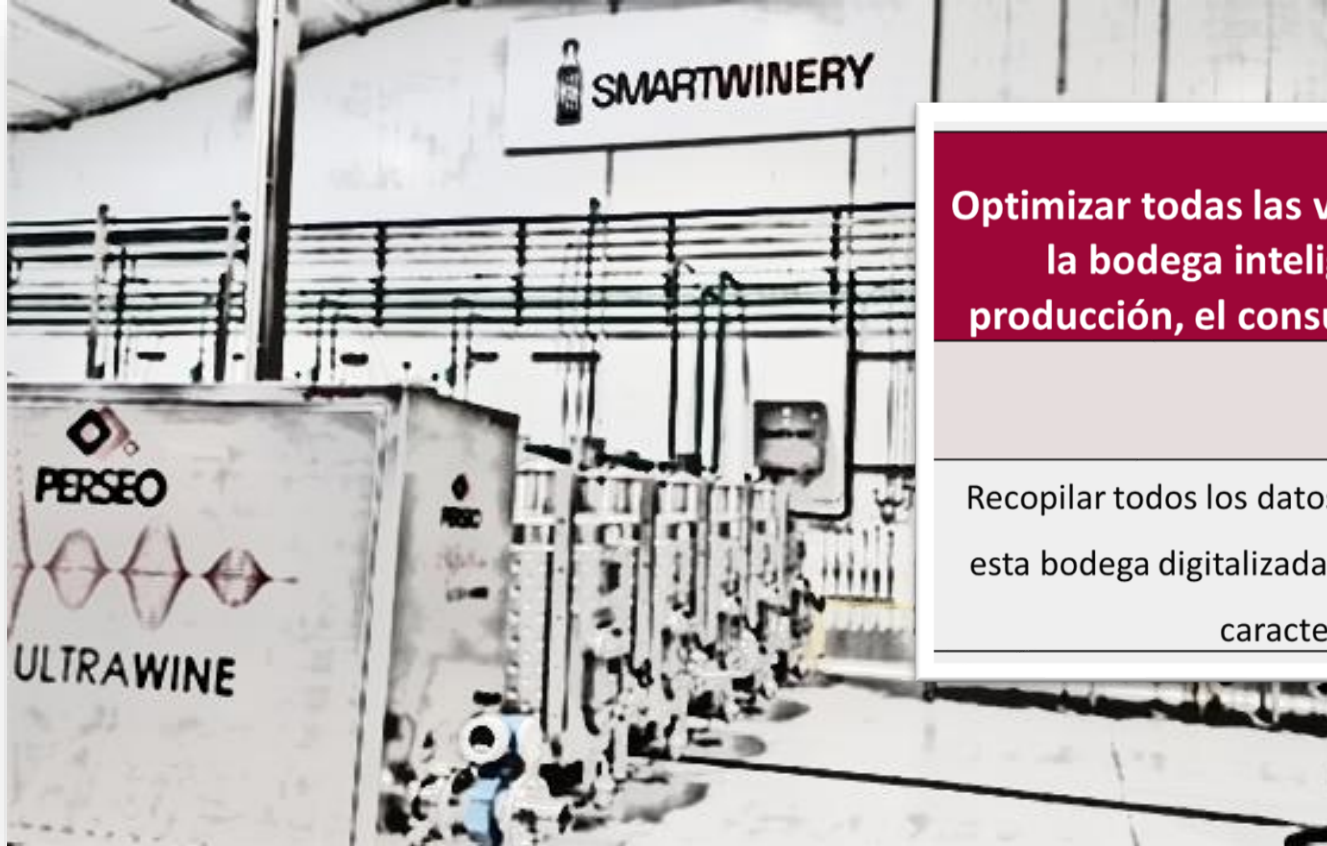 SMARTWINERY
PERSEO
ULTRAWINE
Optimizar todas las v
la bodega inteli
producción, el consu
Recopilar todos los datos
esta bodega digitalizada
caracte